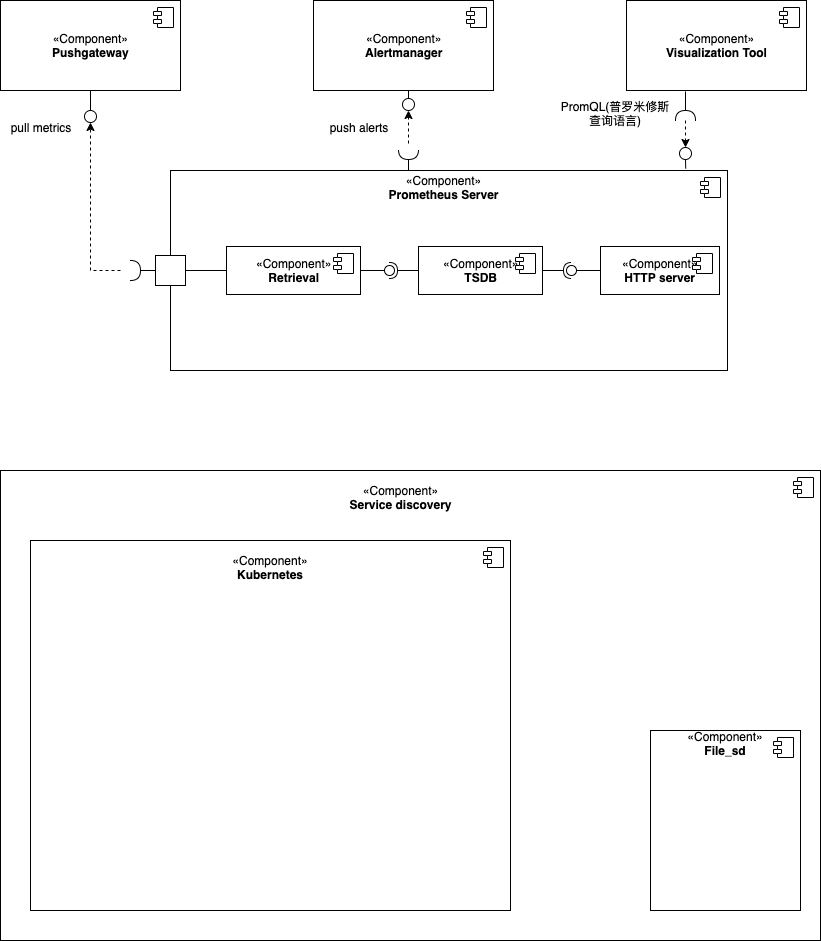 «Component»
Pushgateway
«Component»
Alertmanager
«Component»
Visualization Tool
pull metrics
push alerts
PromQL(普罗米修斯
查询语言)
«Component»
Prometheus Server
«Component»
Retrieval
«Component»
TSDB
«Component»
HTTP server
«Component»
Service discovery
«Component»
Kubernetes
«Component»
File_sd